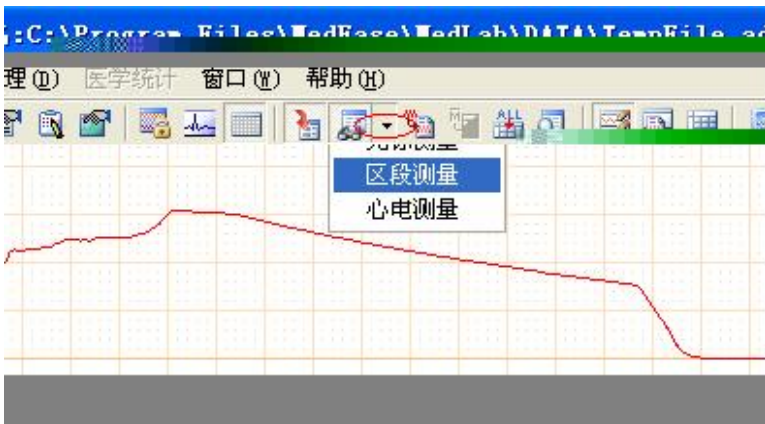 :C:\Program Files\MedEase\MedLab\DATA\TempFile.ad
理(D) 医学统计 窗口(W) 帮助(H)
ALL
区段测量
心电测量